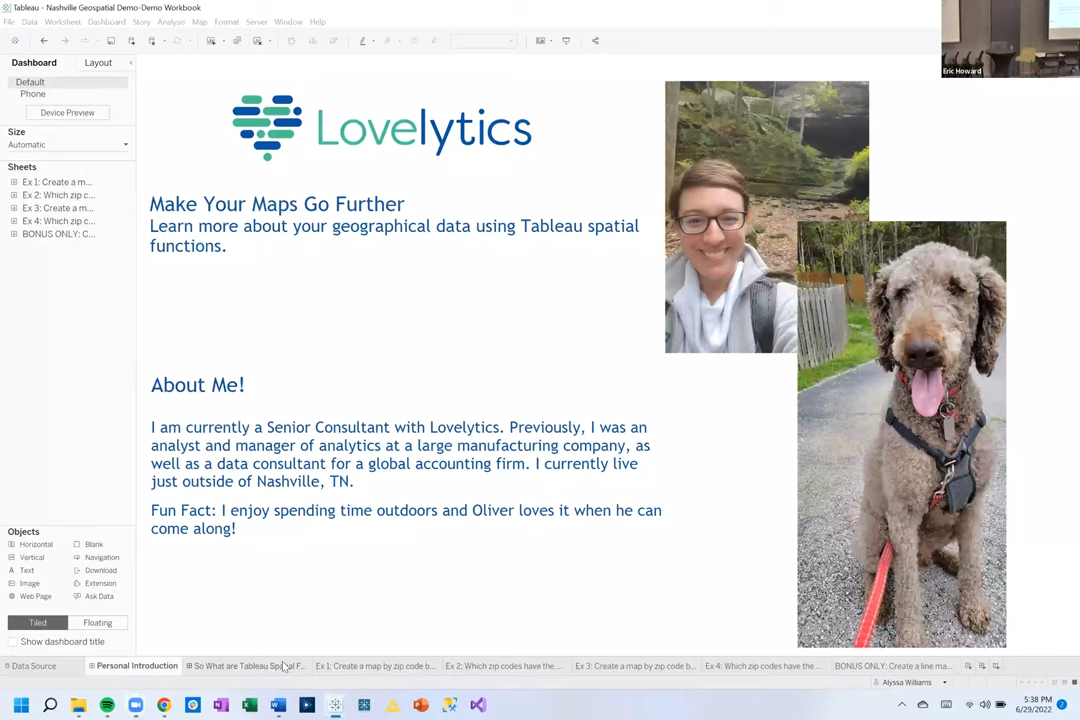 Tableau - Nashville Geospatial Demo-Demo Workbook
File Data Worksheet Dashboard Story Analysis Map Format Server Window Help
Eric Howard
Dashboard Layout
Default
Phone
Device Preview
Size
Automatic
Sheets
Ex 1: Create a m...
Ex 2: Which zip c...
Ex 3: Create a m...
Ex 4: Which zip c...
BONUS ONLY: C...
Lovelytics
Make Your Maps Go Further
Learn more about your geographical data using Tableau spatial
functions.
About Me!
I am currently a Senior Consultant with Lovelytics. Previously, I was an
analyst and manager of analytics at a large manufacturing company, as
well as a data consultant for a global accounting firm. I currently live
just outside of Nashville, TN.
Fun Fact: I enjoy spending time outdoors and Oliver loves it when he can
come along!
Objects
Horizontal Blank
Vertical Navigation
Text Download
Image Extension
Web Page Ask Data
Tiled Floating
Show dashboard title
Data Source Personal Introduction So What are Tableau Spatial F... Ex 1: Create a map by zip code b... Ex 2: Which zip codes have the ... Ex 3: Create a map by zip code b... Ex 4: Which zip codes have the ... BONUS ONLY: Create a line ma...
Alyssa Williams
5:38 PM
6/29/2022